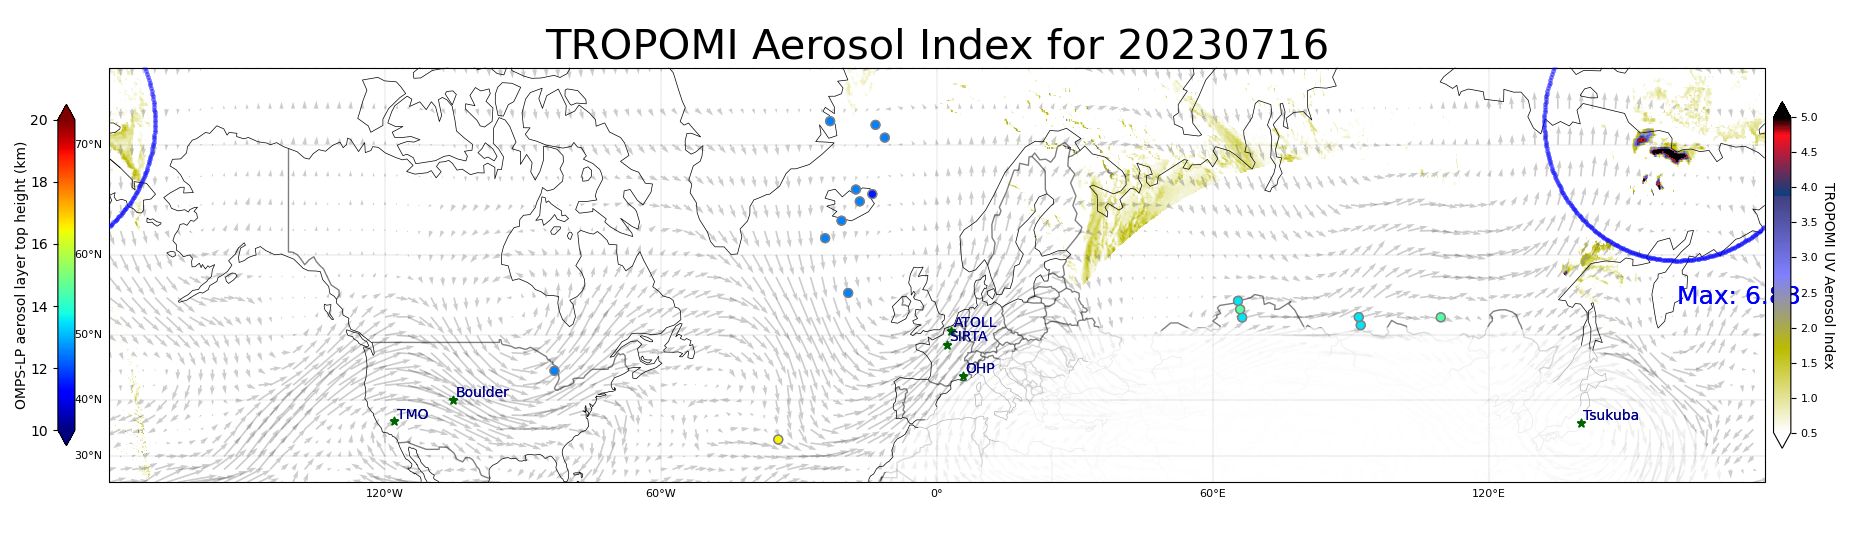 TROPOMI Aerosol Index for 20230716
OMPS-LP aerosol layer top height (km)
20
18
16
14
12
10
70°N
60°N
50°N
40°N
30°N
120°W
60°W
0°
60°E
120°E
ATOLL
SIRTA
OHP
Boulder
TMO
Tsukuba
5.0
4.5
4.0
3.5
3.0
2.5
2.0
1.5
1.0
0.5
TROPOMI UV Aerosol Index